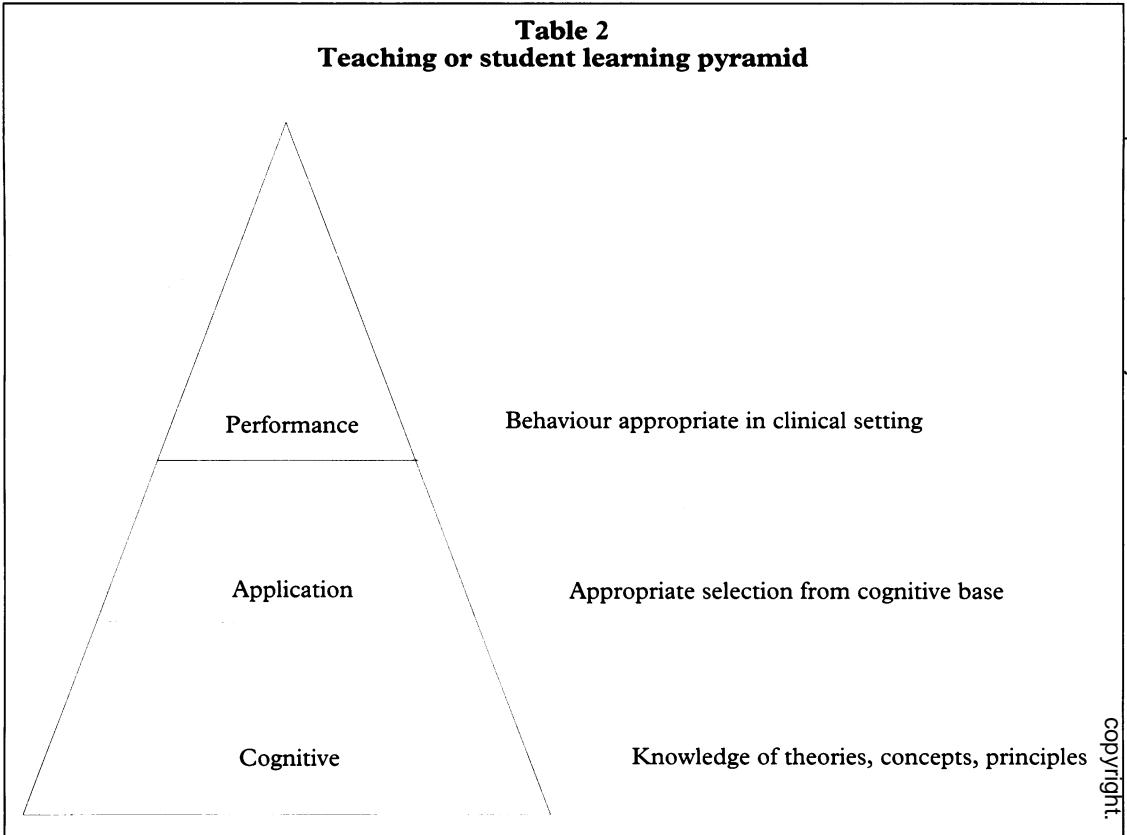 Table 2
Teaching or student learning pyramid
Performance
Behaviour appropriate in clinical setting
Application
Appropriate selection from cognitive base
Cognitive
Knowledge of theories, concepts, principles
copyright.